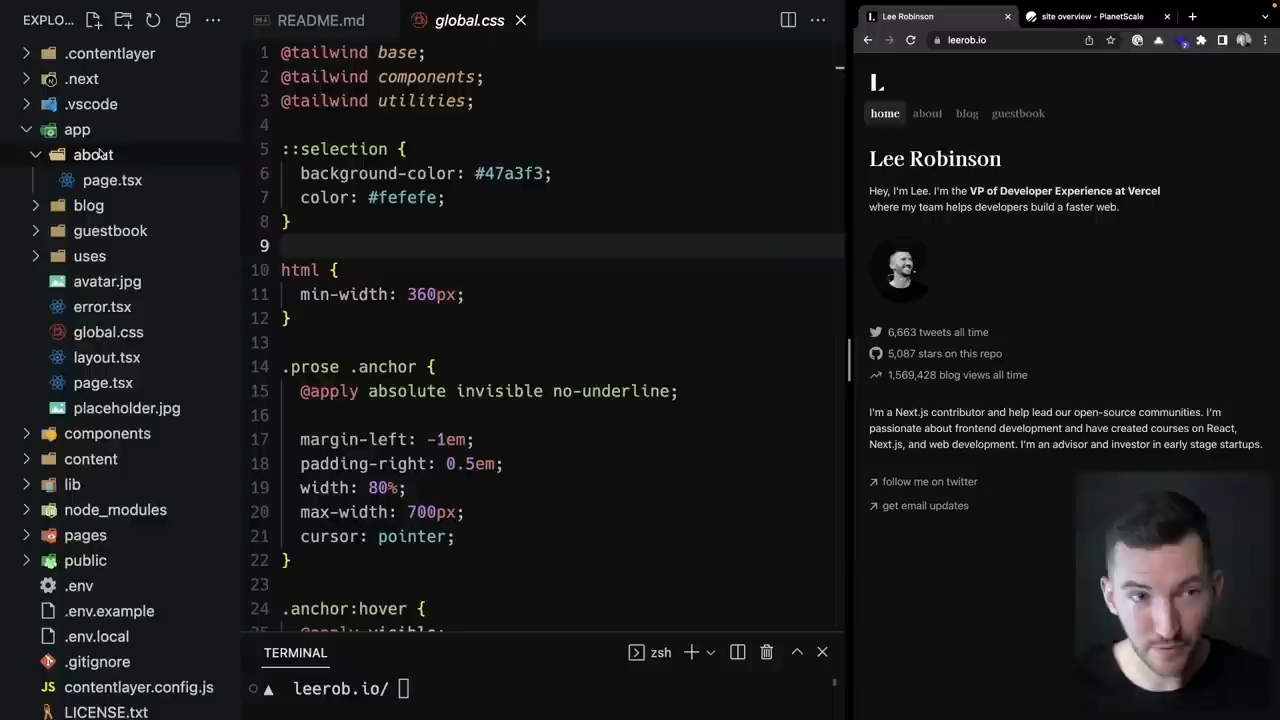 EXPLO...
.contentlayer
.next
.vscode
app
about
page.tsx
blog
guestbook
uses
avatar.jpg
error.tsx
global.css
layout.tsx
page.tsx
placeholder.jpg
components
content
lib
node_modules
pages
public
.env
.env.example
.env.local
.gitignore
JS contentlayer.config.js
LICENSE.txt
README.md
global.css
1 @tailwind base;
2 @tailwind components;
3 @tailwind utilities;
4
5 ::selection {
6 background-color: #47a3f3;
7 color: #fefefe;
8 }
9
10 html {
11 min-width: 360px;
12 }
13
14 .prose .anchor {
15 @apply absolute invisible no-underline;
16
17 margin-left: -1em;
18 padding-right: 0.5em;
19 width: 80%;
20 max-width: 700px;
21 cursor: pointer;
22 }
23
24 .anchor:hover {
25 @apply visible;
TERMINAL
zsh
leerob.io/
Lee Robinson
site overview - PlanetScale
leerob.io
L
home about blog guestbook
Lee Robinson
Hey, I'm Lee. I'm the VP of Developer Experience at Vercel
where my team helps developers build a faster web.
6,663 tweets all time
5,087 stars on this repo
1,569,428 blog views all time
I'm a Next.js contributor and help lead our open-source communities. I'm
passionate about frontend development and have created courses on React,
Next.js, and web development. I'm an advisor and investor in early stage startups.
follow me on twitter
get email updates